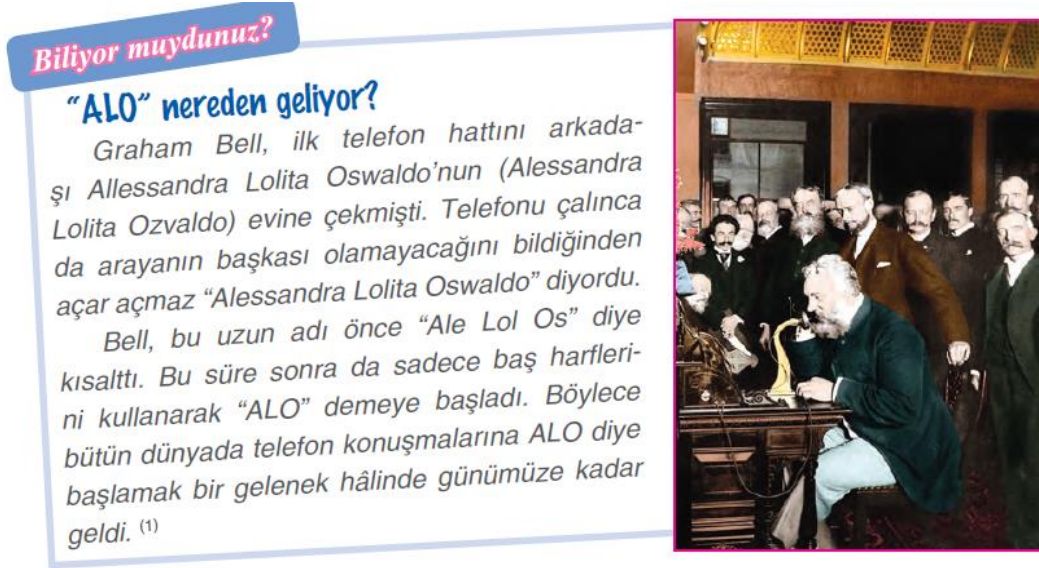 Biliyor muydunuz?
“ALO” nereden geliyor?
Graham Bell, ilk telefon hattını arkada-
şı Allessandra Lolita Oswaldo’nun (Alessandra
Lolita Ozvaldo) evine çekmişti. Telefonu çalınca
da arayanın başkası olamayacağını bildiğinden
açar açmaz “Alessandra Lolita Oswaldo” diyordu.
Bell, bu uzun adı önce “Ale Lol Os” diye
kısalttı. Bu süre sonra da sadece baş harfleri-
ni kullanarak “ALO” demeye başladı. Böylece
bütün dünyada telefon konuşmalarına ALO diye
başlamak bir gelenek hâlinde günümüze kadar
geldi. (1)